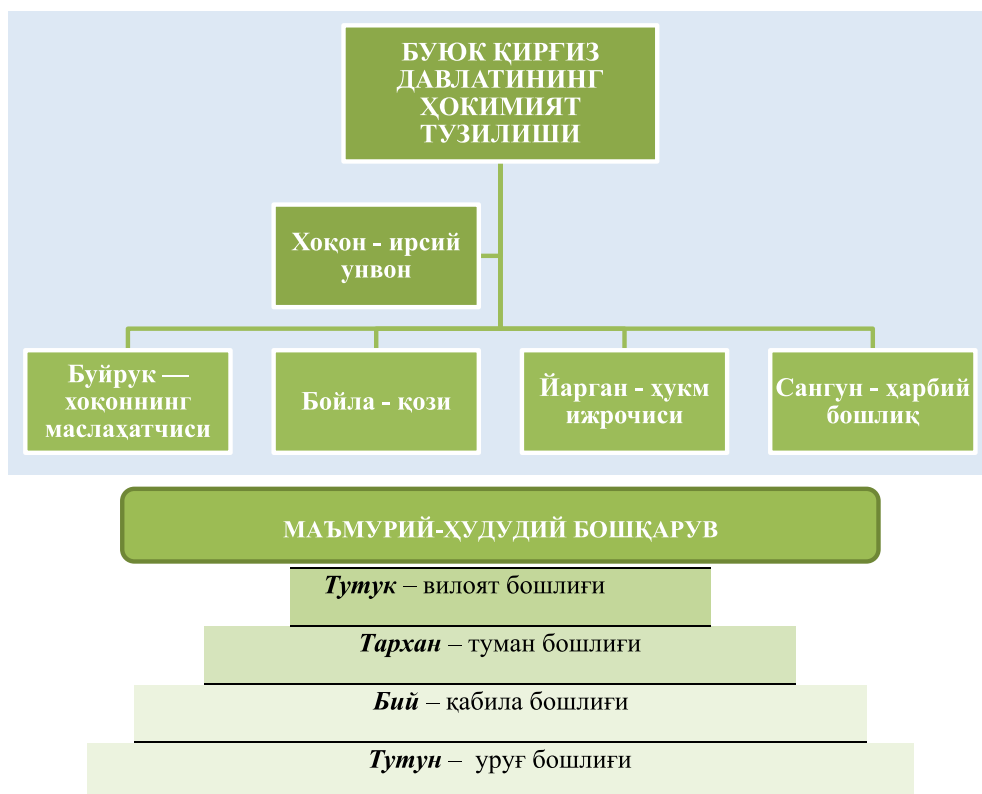 БУЮК ҚИРҒИЗ
ДАВЛАТИНИНГ
ҲОКИМИЯТ
ТУЗИЛИШИ
Хоқон - ирсий
унвон
Буйрук —
хоқоннинг
маслаҳатчиси
Бойла - қози
Йарган - ҳукм
ижрочиси
Сангун - ҳарбий
бошлиқ
МАЪМУРИЙ-ҲУДУДИЙ БОШҚАРУВ
Тутук – вилоят бошлиғи
Тархан – туман бошлиғи
Бий – қабила бошлиғи
Тутун – уруғ бошлиғи